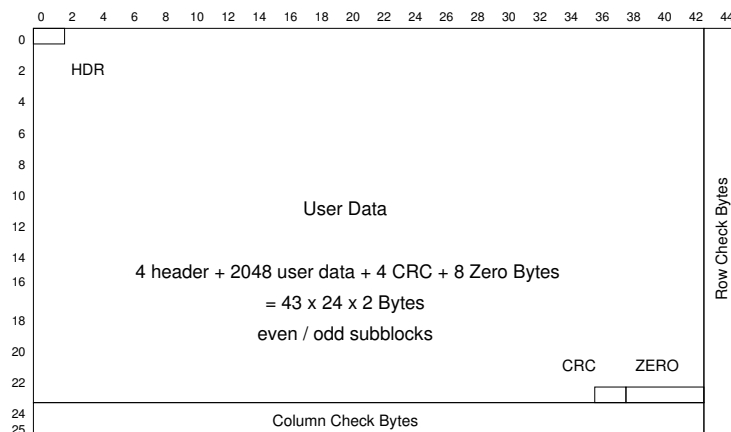 0 2 4 6 8 10 12 14 16 18 20 22 24 26 28 30 32 34 36 38 40 42 44
0
2
HDR
4
6
8
10
User Data
12
14
4 header + 2048 user data + 4 CRC + 8 Zero Bytes
16
= 43 x 24 x 2 Bytes
18
even / odd subblocks
20
CRC ZERO
22
24
Column Check Bytes
25
Row Check Bytes